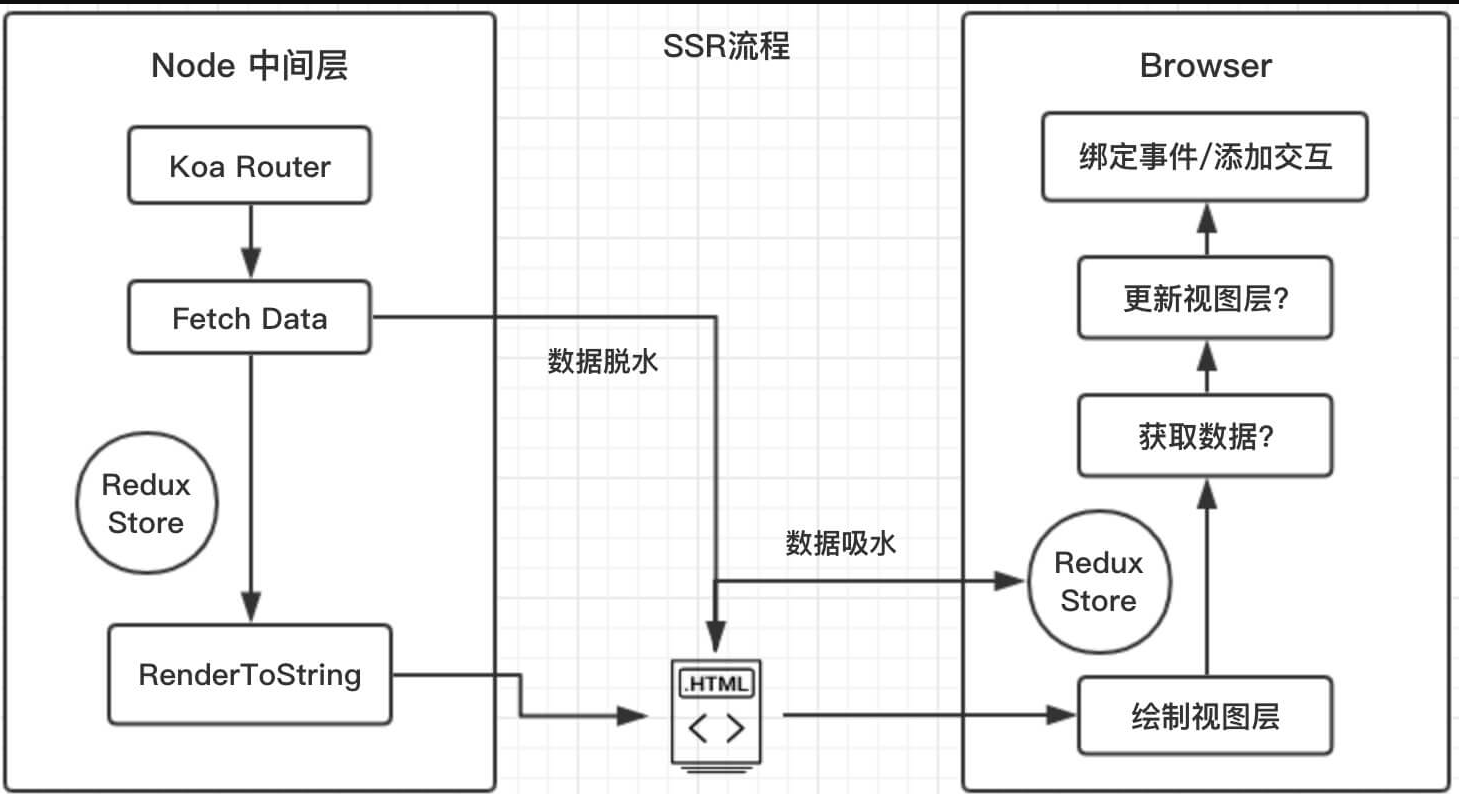 SSR流程
Node 中间层
Koa Router
Fetch Data
Redux
Store
RenderToString
数据脱水
数据吸水
.HTML
< >
Browser
绑定事件/添加交互
更新视图层?
获取数据?
Redux
Store
绘制视图层